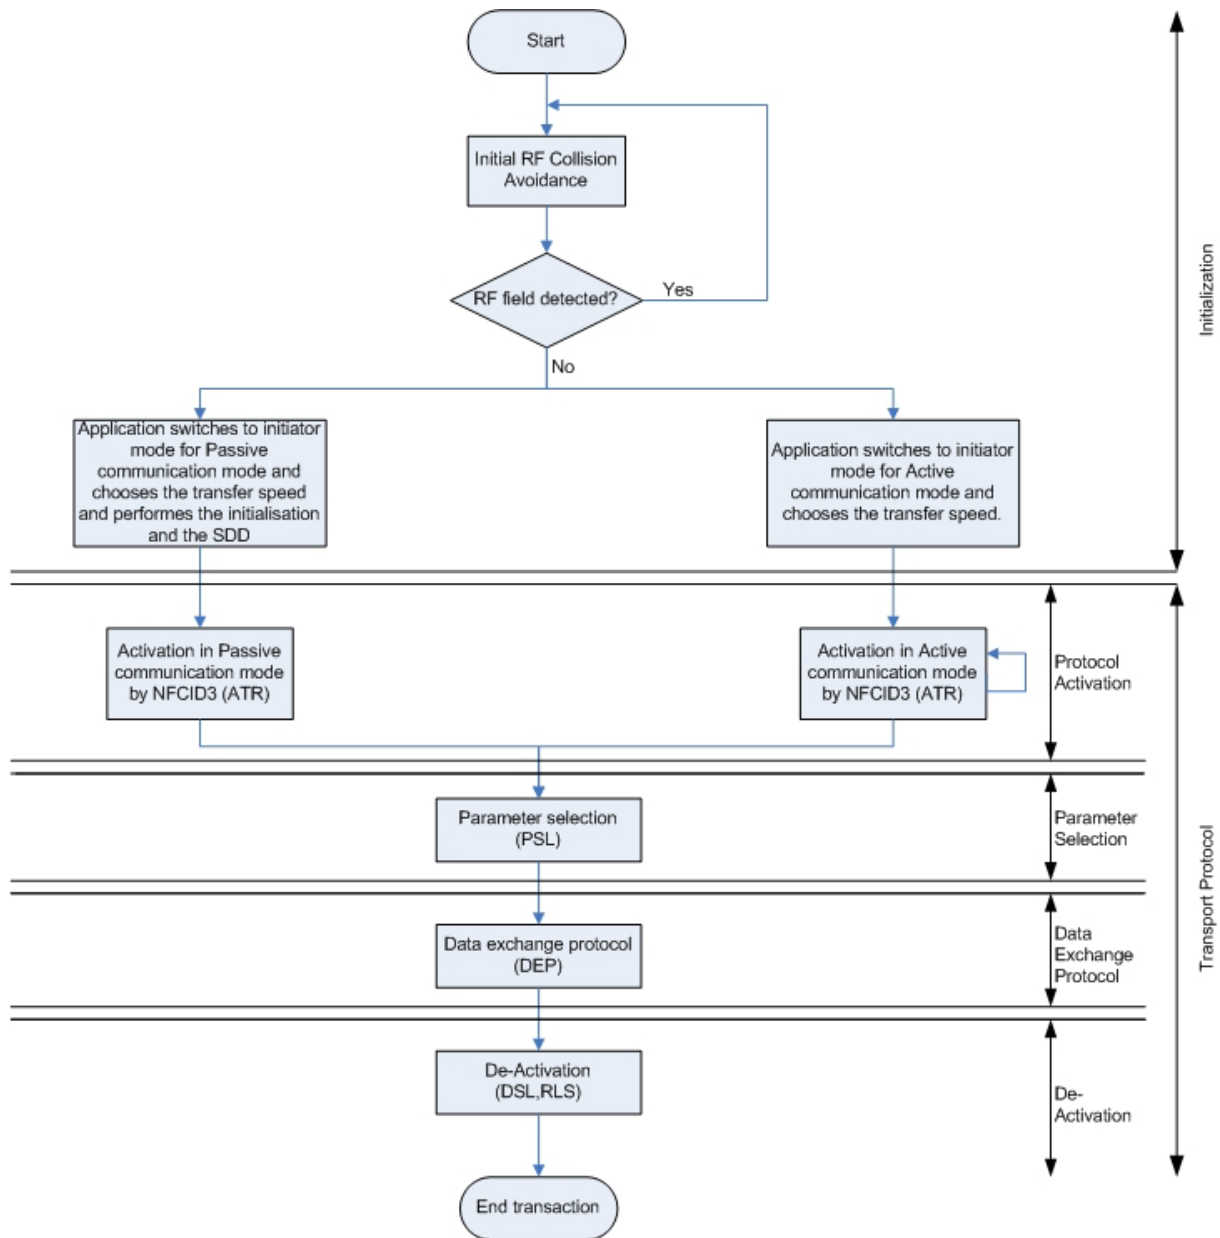 Start
Initial RF Collision
Avoidance
RF field detected?
Yes
No
Initialization
Application switches to initiator
mode for Passive
communication mode and
chooses the transfer speed
and performes the initialisation
and the SDD
Application switches to initiator
mode for Active
communication mode and
chooses the transfer speed.
Activation in Passive
communication mode
by NFCID3 (ATR)
Activation in Active
communication mode
by NFCID3 (ATR)
Protocol
Activation
Parameter selection
(PSL)
Parameter
Selection
Transport Protocol
Data exchange protocol
(DEP)
Data
Exchange
Protocol
De-Activation
(DSL,RLS)
De-
Activation
End transaction